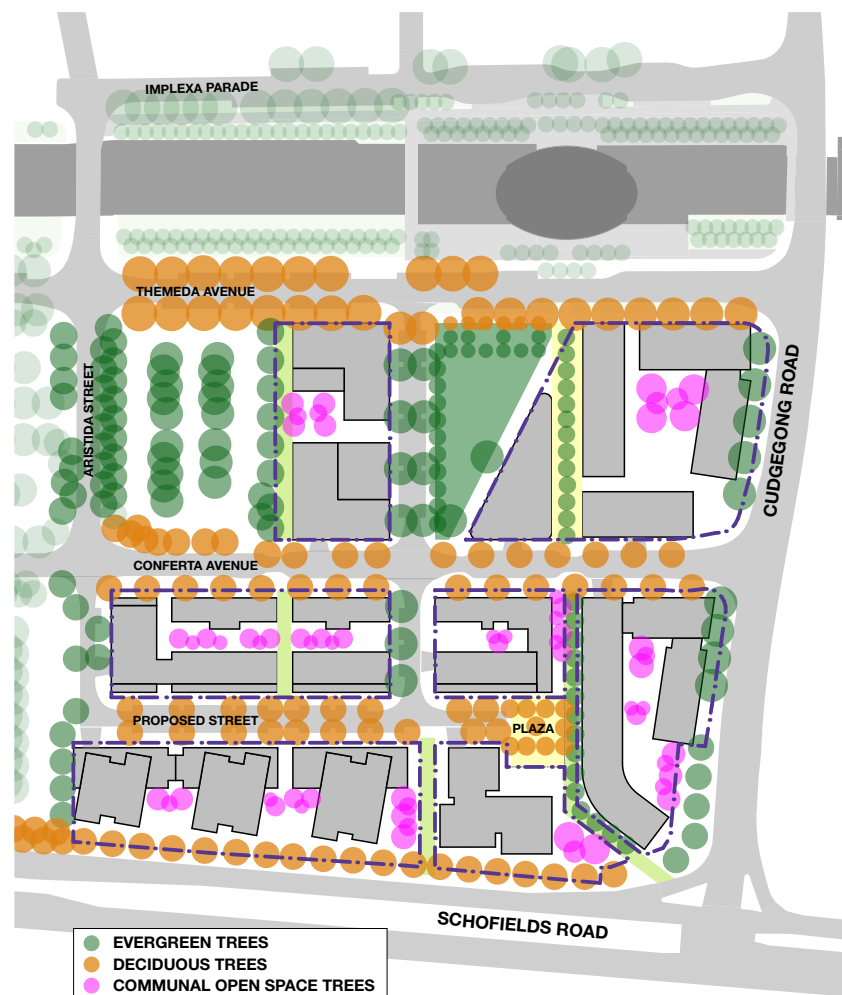 IMPLEXA PARADE
THEMEDA AVENUE
ARISTIDA STREET
CUDGEGONG ROAD
CONFERTA AVENUE
PROPOSED STREET
PLAZA
SCHOFIELDS ROAD
EVERGREEN TREES
DECIDUOUS TREES
COMMUNAL OPEN SPACE TREES